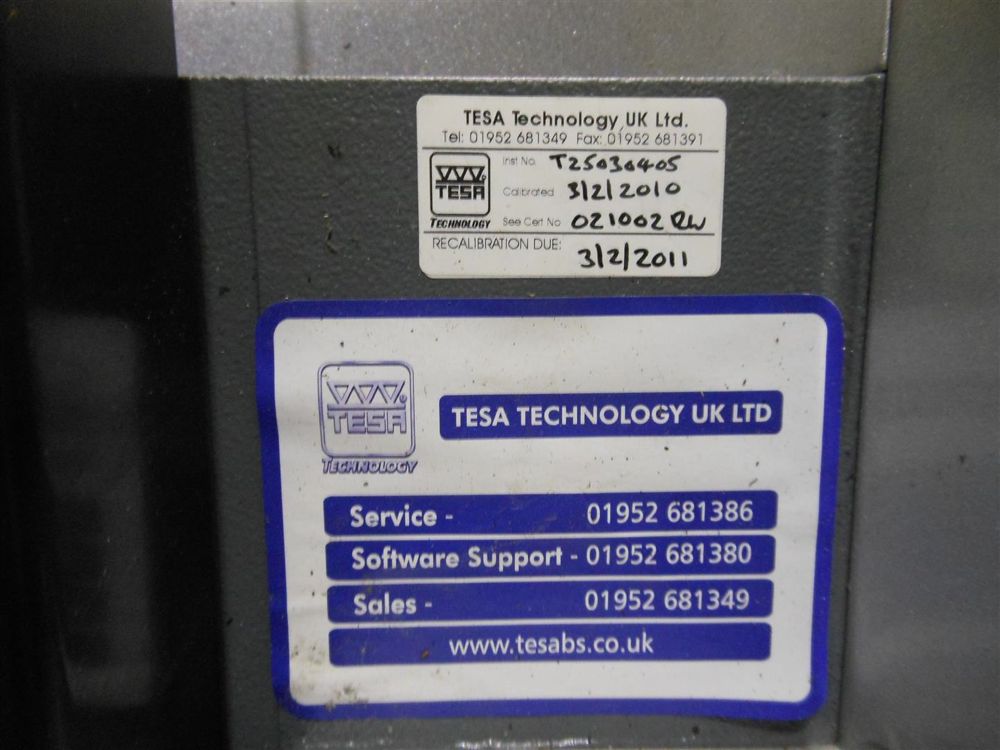 TESA Technology UK Ltd.
Tel: 01952 681349 Fax: 01952 681391
Inst No. T25030405
TESA
TECHNOLOGY
Calibrated 3/2/2010
See Cert No 021002RW
RECALIBRATION DUE: 3/2/2011
TESA
TECHNOLOGY
TESA TECHNOLOGY UK LTD
Service - 01952 681386
Software Support - 01952 681380
Sales - 01952 681349
www.tesabs.co.uk